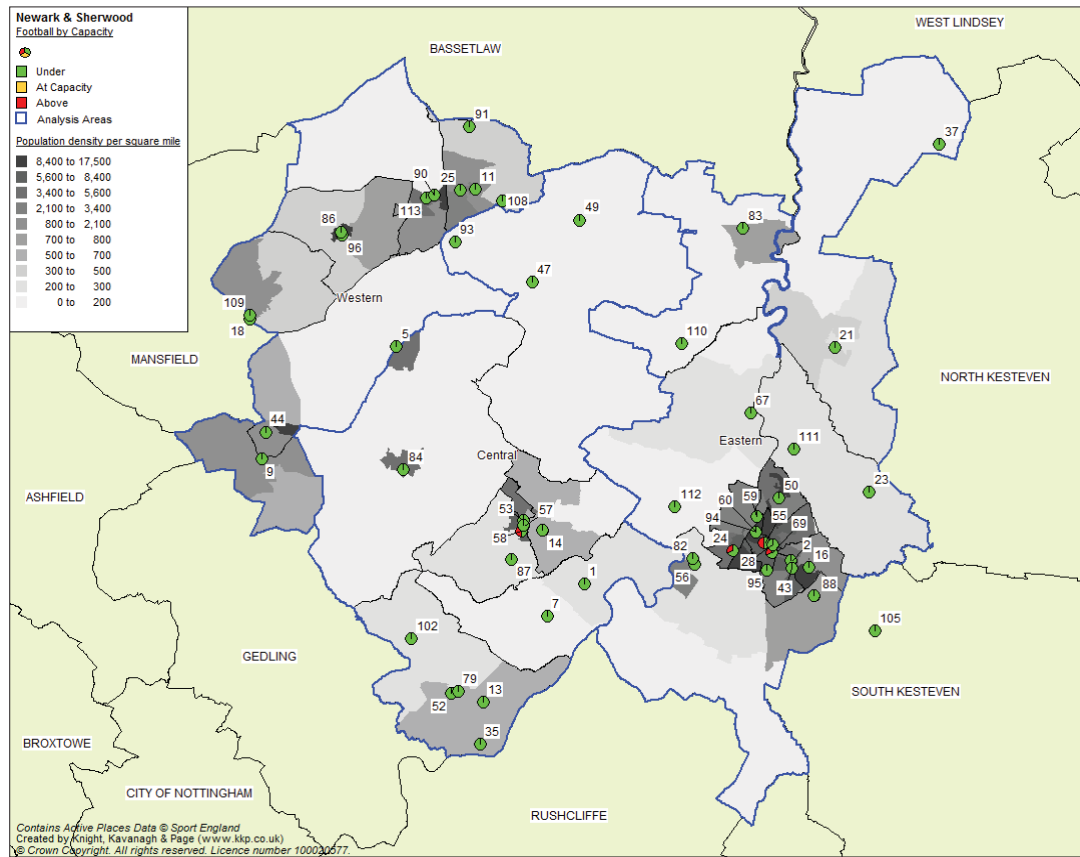 Newark & Sherwood
Football by Capacity
Under
At Capacity
Above
Analysis Areas
Population density per square mile
8,400 to 17,500
5,600 to 8,400
3,400 to 5,600
2,100 to 3,400
800 to 2,100
700 to 800
500 to 700
300 to 500
200 to 300
0 to 200
WEST LINDSEY
BASSETLAW
91
37
90
25
11
113
108
86
96
49
83
93
47
Western
109
18
5
110
21
MANSFIELD
NORTH KESTEVEN
67
44
Eastern
111
9
84
Central
23
ASHFIELD
50
60
59
112
53
57
55
94
69
58
14
24
2
82
28
16
87
1
56
95
43
88
7
105
102
GEDLING
79
13
52
SOUTH KESTEVEN
35
BROXTOWE
CITY OF NOTTINGHAM
RUSHCLIFFE
Contains Active Places Data © Sport England
Created by Knight, Kavanagh & Page (www.kkp.co.uk)
© Crown Copyright. All rights reserved. Licence number 100020577.